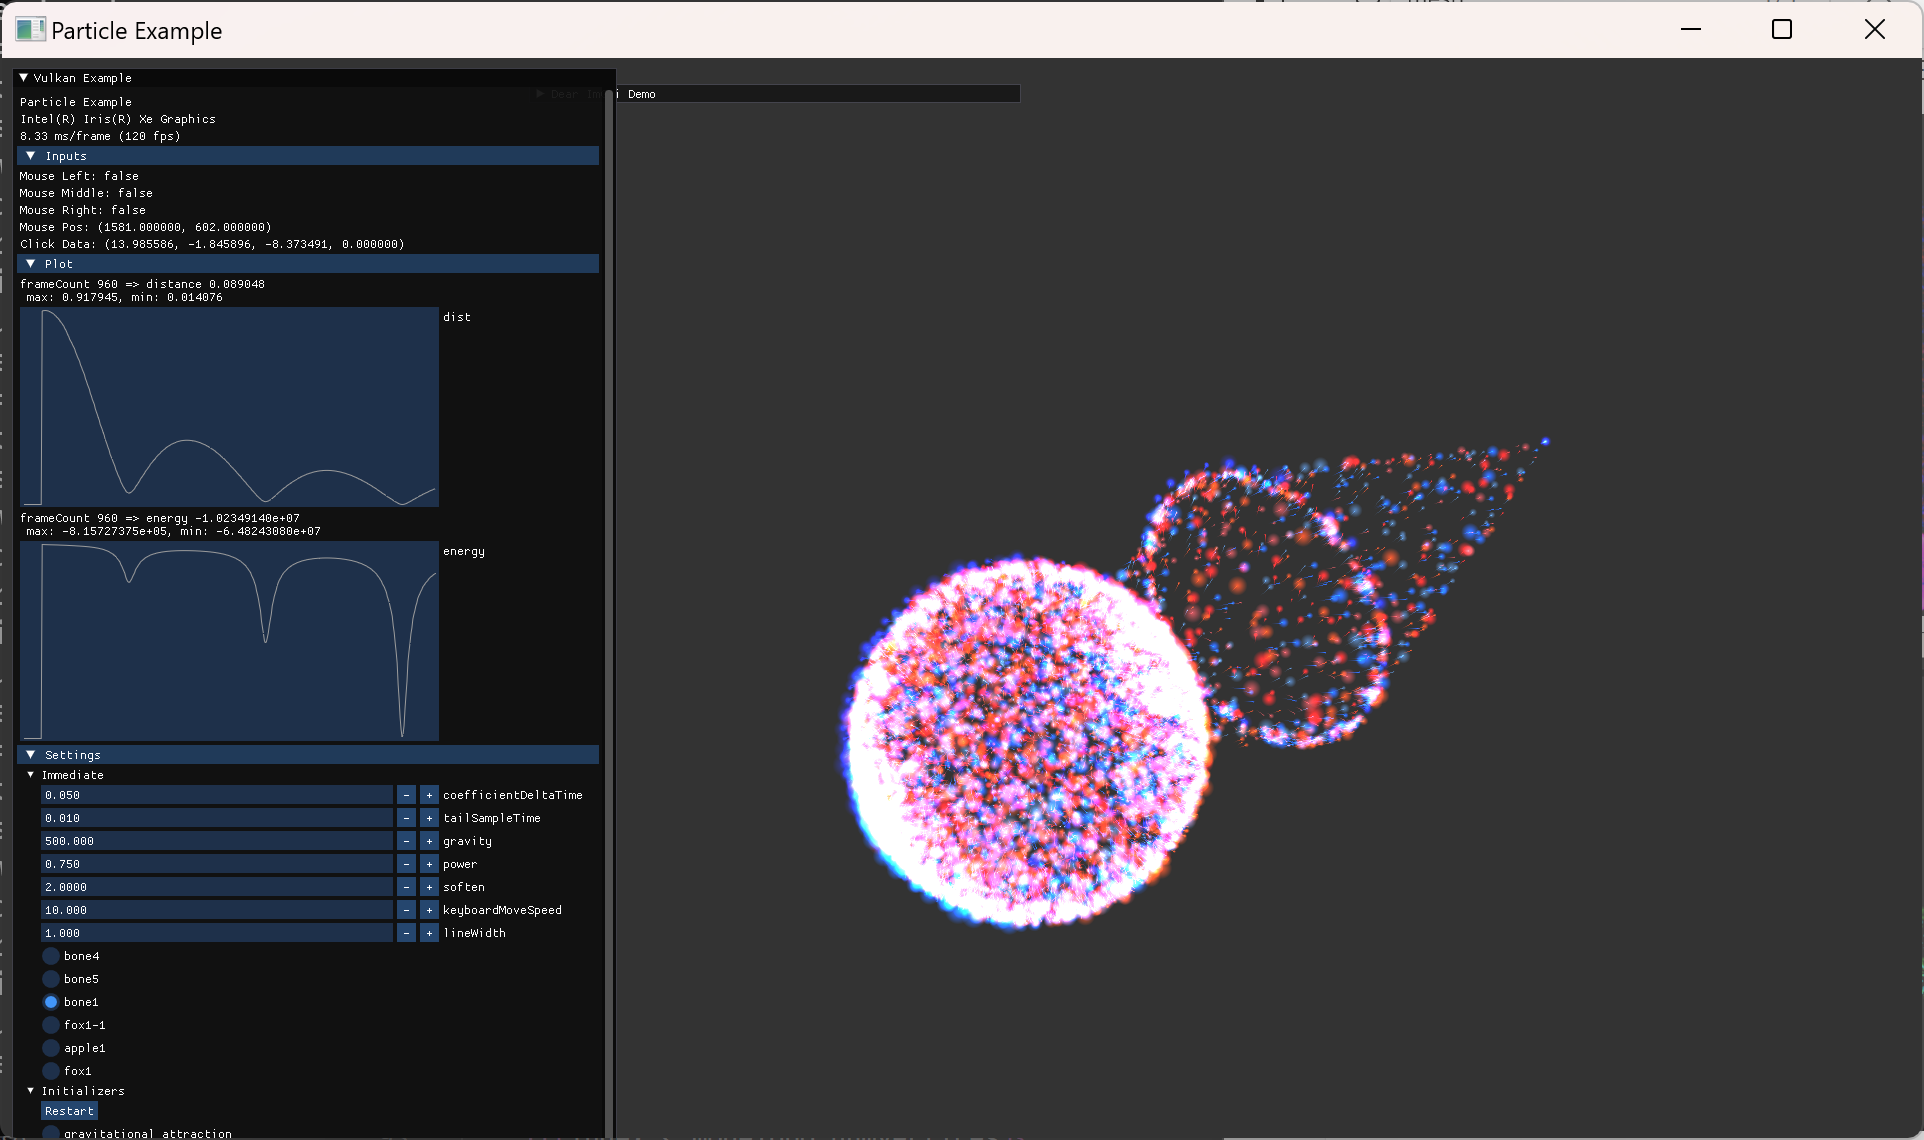 Particle Example
Vulkan Example
Demo
Particle Example
Intel(R) Iris(R) Xe Graphics
8.33 ms/frame (120 fps)
Inputs
Mouse Left: false
Mouse Middle: false
Mouse Right: false
Mouse Pos: (1581.000000, 602.000000)
Click Data: (13.985586, -1.845896, -8.373491, 0.000000)
Plot
frameCount 960 => distance 0.089048
max: 0.917945, min: 0.014076
dist
frameCount 960 => energy -1.02349140e+07
max: -8.15727375e+05, min: -6.48243080e+07
energy
Settings
Immediate
0.050 - + coefficientDeltaTime
0.010 - + tailSampleTime
500.000 - + gravity
0.750 - + power
2.0000 - + soften
10.000 - + keyboardMoveSpeed
1.000 - + lineWidth
bone4
bone5
bone1
fox1-1
apple1
fox1
Initializers
Restart
gravitational attraction